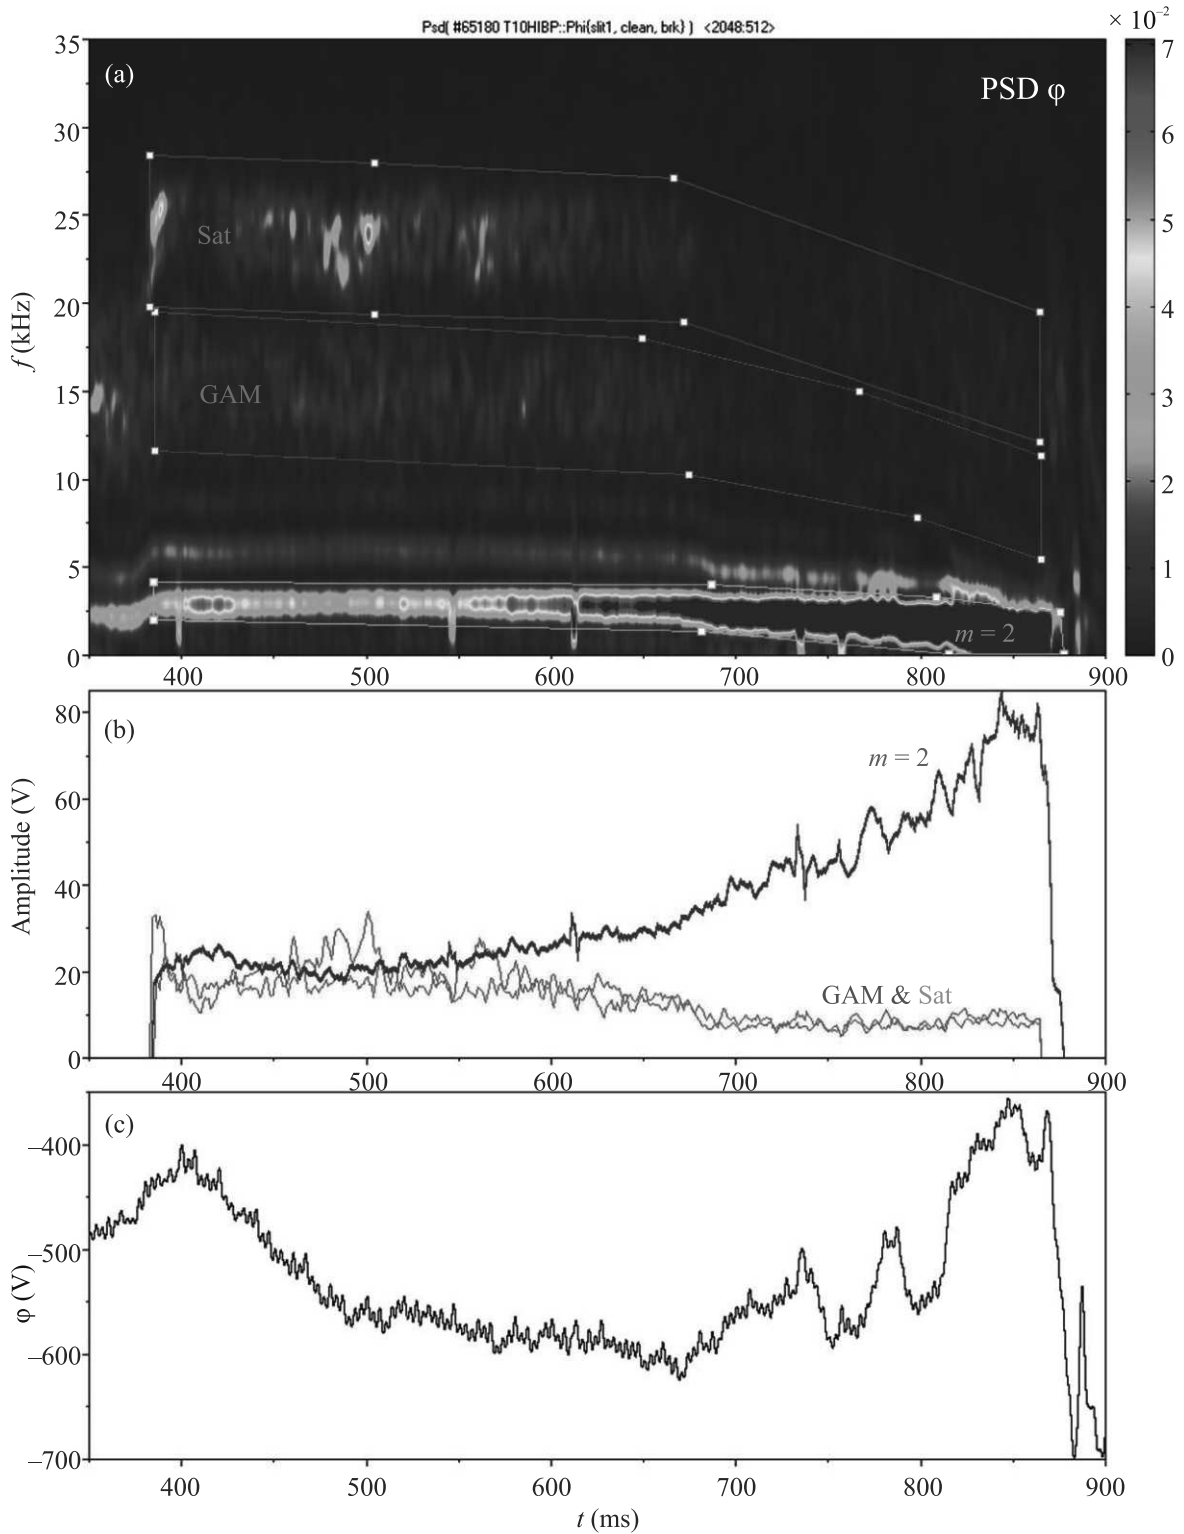 × 10⁻²
Psd( #65180 T10HIBP::Phi{slit1, clean, brk} ) <2048:512>
(a)
PSD φ
Sat
GAM
m = 2
f (kHz)
35
30
25
20
15
10
5
0
7
6
5
4
3
2
1
0
400 500 600 700 800 900
(b)
m = 2
GAM & Sat
Amplitude (V)
80
60
40
20
0
400 500 600 700 800 900
(c)
φ (V)
–400
–500
–600
–700
400 500 600 700 800 900
t (ms)